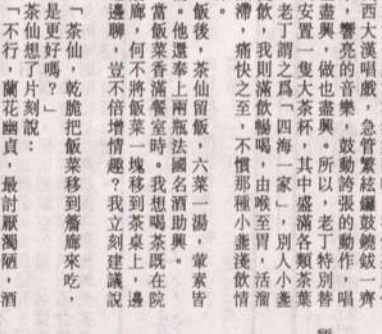 西大漢唱戲，急管繁絃鑼鼓鐃鈸一齊
，響亮的音樂，鼓動誇張的動作，唱
盡興，做也盡興。所以，老丁特別替
安置一隻大茶杯，其中盛滿各類茶葉
老丁謂之爲「四海一家」，別人小盞
飲，我則滿飲暢喝，由喉至胃，活溜
滯，痛快之至，不慣那種小盞淺飲情
飯後，茶仙留飯，六菜一湯，葷素皆
，他還奉上兩瓶法國名酒助興。
當飯菜香滿餐室時。我想喝茶既在院
廊，何不將飯菜一塊移到茶桌上，邊
邊聊，豈不倍增情趣？我立刻建議說
「茶仙，乾脆把飯菜移到簷廊來吃，
是更好嗎？」
茶仙想了片刻說：
「不行，蘭花幽貞，最討厭濁陋，酒